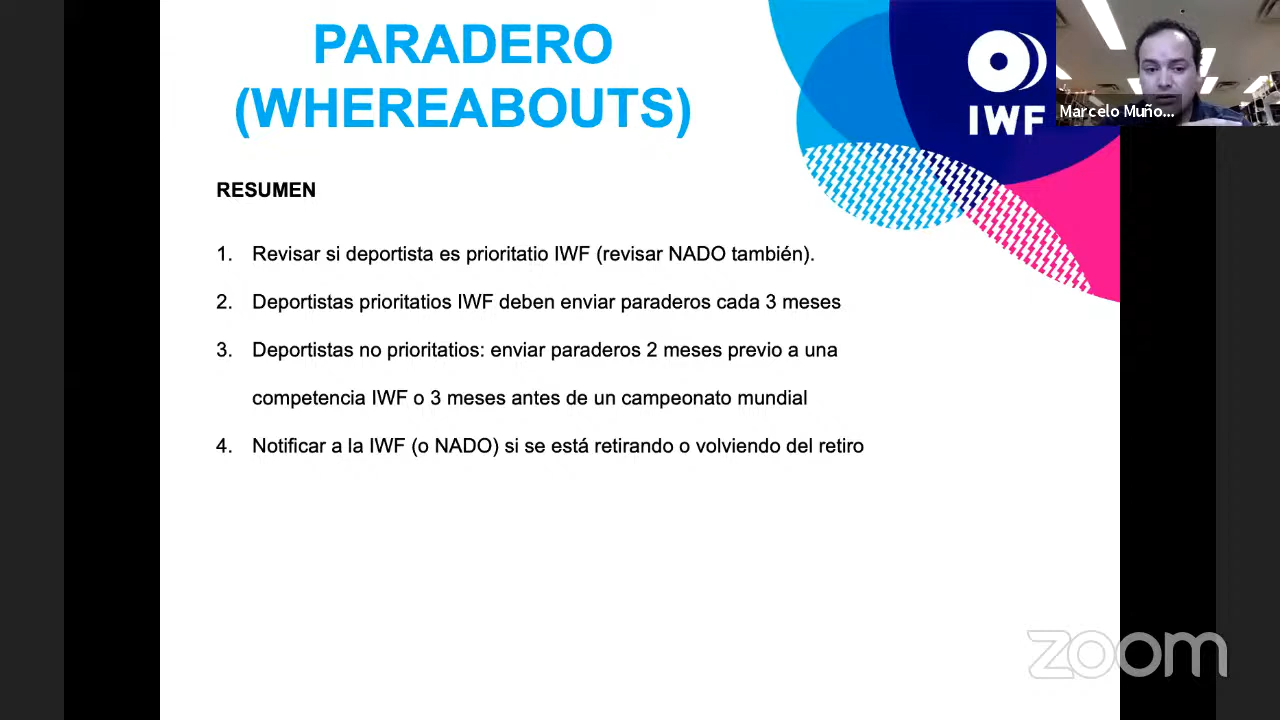 PARADERO
(WHEREABOUTS)
IWF
Marcelo Muño...
RESUMEN
1. Revisar si deportista es prioritatio IWF (revisar NADO también).
2. Deportistas prioritatios IWF deben enviar paraderos cada 3 meses
3. Deportistas no prioritatios: enviar paraderos 2 meses previo a una
competencia IWF o 3 meses antes de un campeonato mundial
4. Notificar a la IWF (o NADO) si se está retirando o volviendo del retiro
zoom